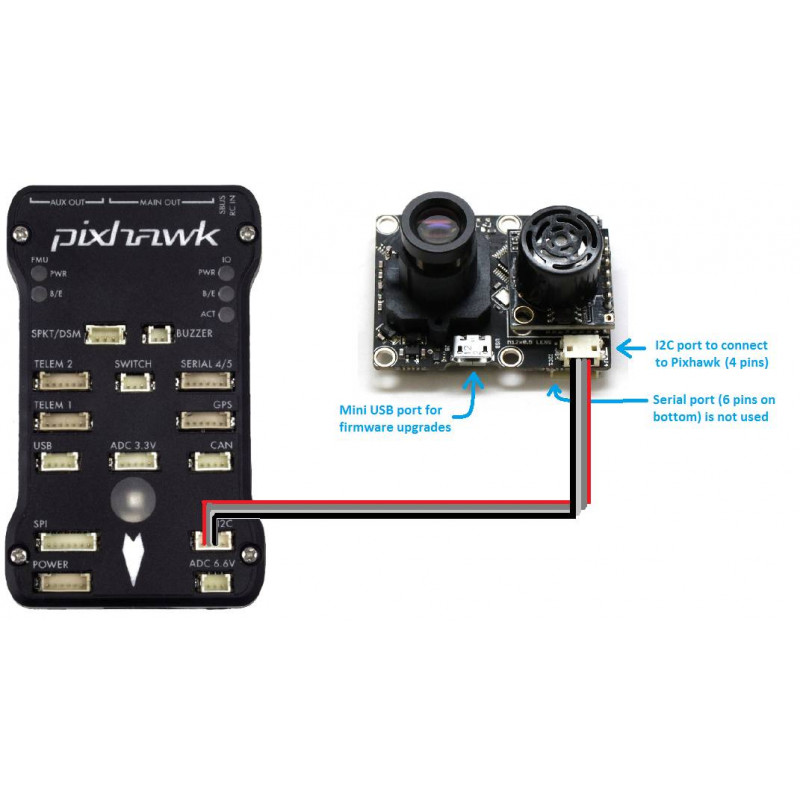 AUX OUT MAIN OUT SBUS RC IN
pixhawk
FMU IO
PWR PWR
B/E B/E
ACT
SPKT/DSM BUZZER
TELEM 2 SWITCH SERIAL 4/5
TELEM 1 GPS
USB ADC 3.3V CAN
SPI I2C
POWER ADC 6.6V
USB
I2C port to connect
to Pixhawk (4 pins)
Serial port (6 pins on
bottom) is not used
Mini USB port for
firmware upgrades